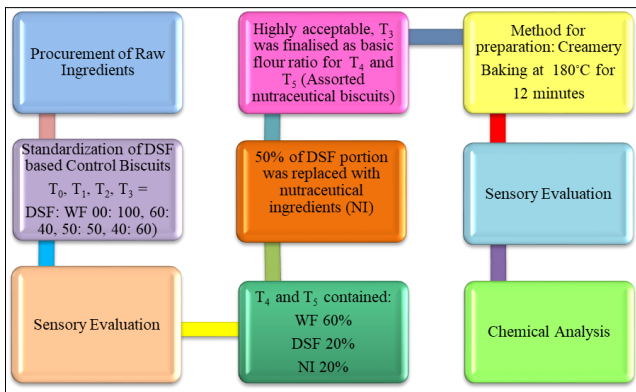 Procurement of Raw
Ingredients
Standardization of DSF
based Control Biscuits
T₀, T₁, T₂, T₃ =
DSF: WF 00: 100, 60:
40, 50: 50, 40: 60)
Sensory Evaluation
T₄ and T₅ contained:
WF 60%
DSF 20%
NI 20%
50% of DSF portion
was replaced with
nutraceutical
ingredients (NI)
Highly acceptable, T₃
was finalised as basic
flour ratio for T₄ and
T₅ (Assorted
nutraceutical biscuits)
Method for
preparation: Creamery
Baking at 180°C for
12 minutes
Sensory Evaluation
Chemical Analysis